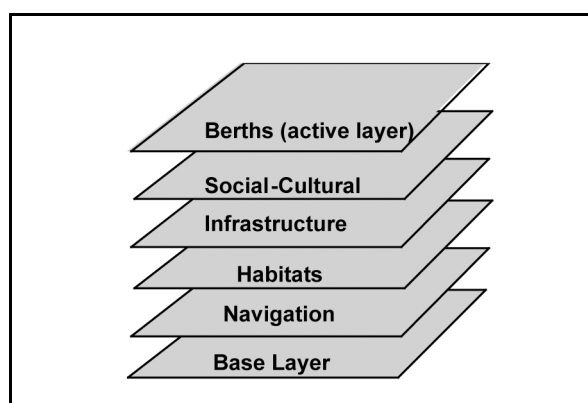 Berths (active layer)
Social-Cultural
Infrastructure
Habitats
Navigation
Base Layer